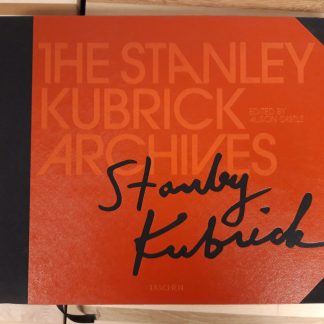 THE STANLEY
KUBRICK
ARCHIVES
EDITED BY
ALISON CASTLE
Stanley
Kubrick
TASCHEN